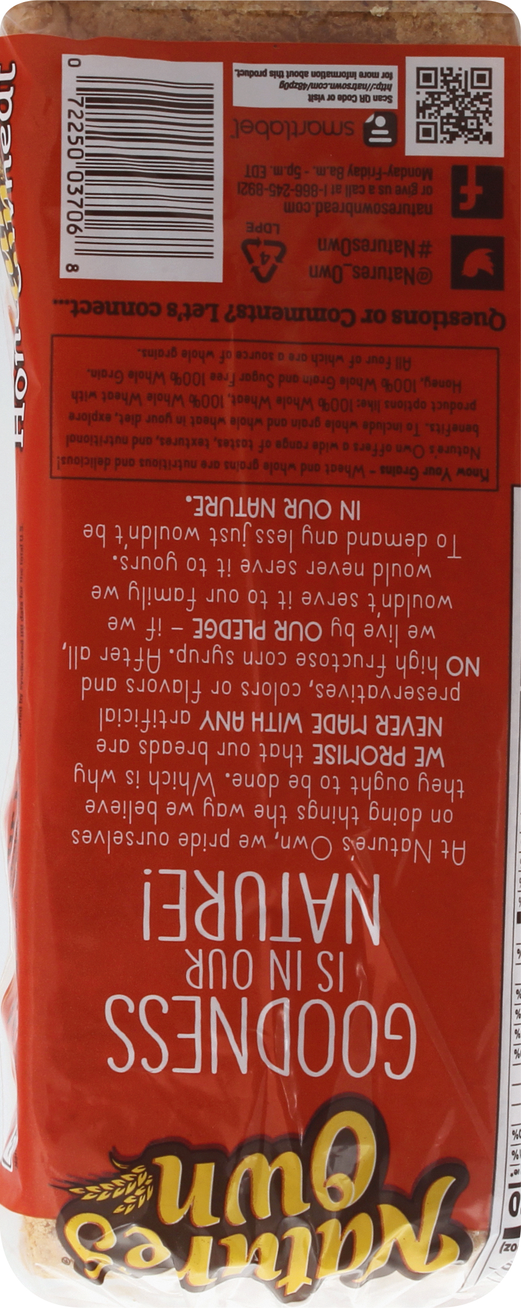 Nature's
Own
GOODNESS
IS IN OUR
NATURE!
At Nature's Own, we pride ourselves
on doing things the way we believe
they ought to be done. Which is why
WE PROMISE that our breads are
NEVER MADE WITH ANY artificial
preservatives, colors or flavors and
NO high fructose corn syrup. After all,
we live by OUR PLEDGE – if we
wouldn't serve it to our family we
would never serve it to yours.
To demand any less just wouldn't be
IN OUR NATURE.
Know Your Grains – Wheat and whole grains are nutritious and delicious!
Nature's Own offers a wide range of tastes, textures, and nutritional
benefits. To include whole grain and whole wheat in your diet, explore
product options like: 100% Whole Wheat, 100% Whole Wheat with
Honey, 100% Whole Grain and Sugar Free 100% Whole Grain.
All four of which are a source of whole grains.
Questions or Comments? Let's connect...
@Natures_Own
#NaturesOwn
naturesownbread.com
or give us a call at 1-866-245-8921
Monday-Friday 8a.m. - 5p.m. EDT
4
LDPE
smartlabel
Scan QR Code or visit
http://natrsown.com/48zp0g
for more information about this product.
0 72250 03706 8